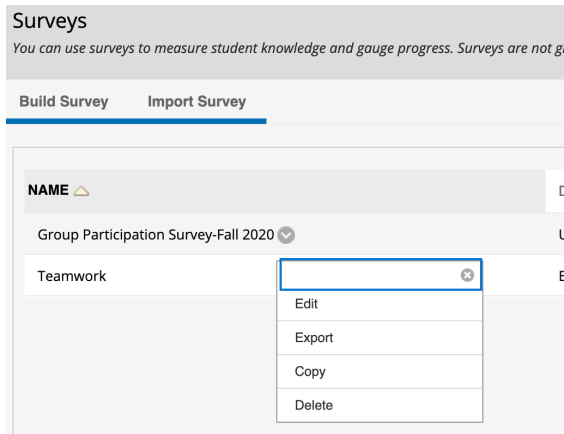 Surveys
You can use surveys to measure student knowledge and gauge progress. Surveys are not
Build Survey Import Survey
NAME
Group Participation Survey-Fall 2020
Teamwork
Edit
Export
Copy
Delete